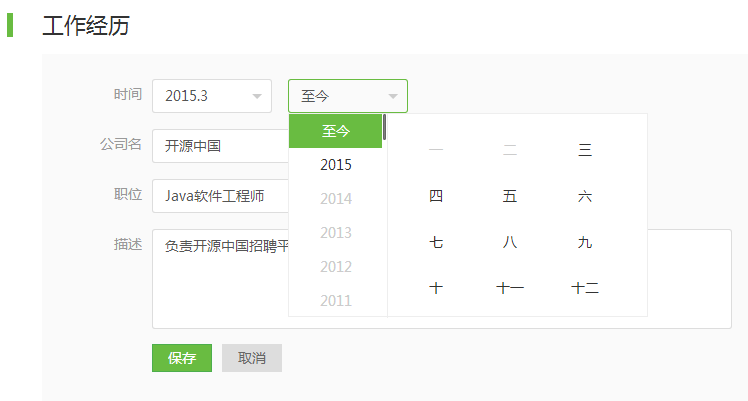 工作经历
时间 2015.3 至今
至今
公司名 开源中国
2015
职位 Java软件工程师
2014
描述 负责开源中国招聘平
2013
2012
2011
一 二 三
四 五 六
七 八 九
十 十一 十二
保存 取消